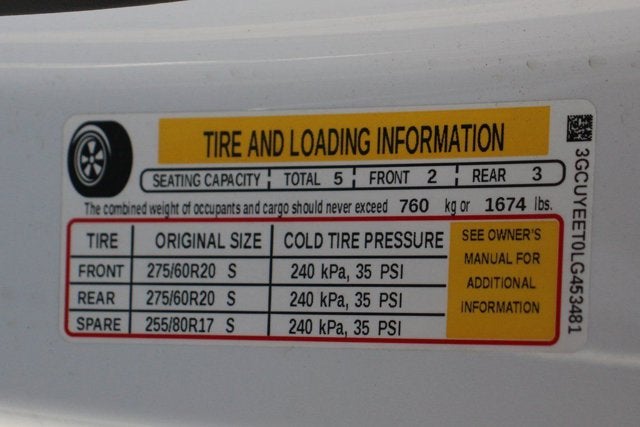 TIRE AND LOADING INFORMATION
SEATING CAPACITY TOTAL 5 FRONT 2 REAR 3
The combined weight of occupants and cargo should never exceed 760 kg or 1674 lbs.
TIRE ORIGINAL SIZE COLD TIRE PRESSURE
FRONT 275/60R20 S 240 kPa, 35 PSI
REAR 275/60R20 S 240 kPa, 35 PSI
SPARE 255/80R17 S 240 kPa, 35 PSI
SEE OWNER'S
MANUAL FOR
ADDITIONAL
INFORMATION
3GCUYEET0LG453481